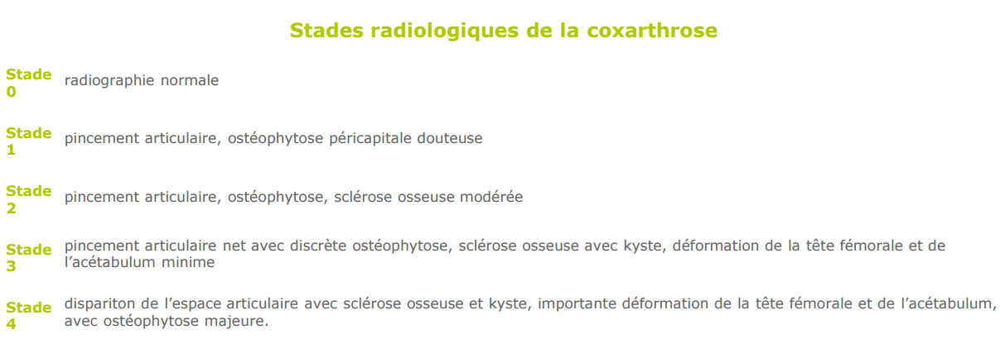 Stades radiologiques de la coxarthrose
Stade
0
radiographie normale
Stade
1
pincement articulaire, ostéophytose péricapitale douteuse
Stade
2
pincement articulaire, ostéophytose, sclérose osseuse modérée
Stade
3
pincement articulaire net avec discrète ostéophytose, sclérose osseuse avec kyste, déformation de la tête fémorale et de
l’acétabulum minime
Stade
4
dispariton de l’espace articulaire avec sclérose osseuse et kyste, importante déformation de la tête fémorale et de l’acétabulum,
avec ostéophytose majeure.